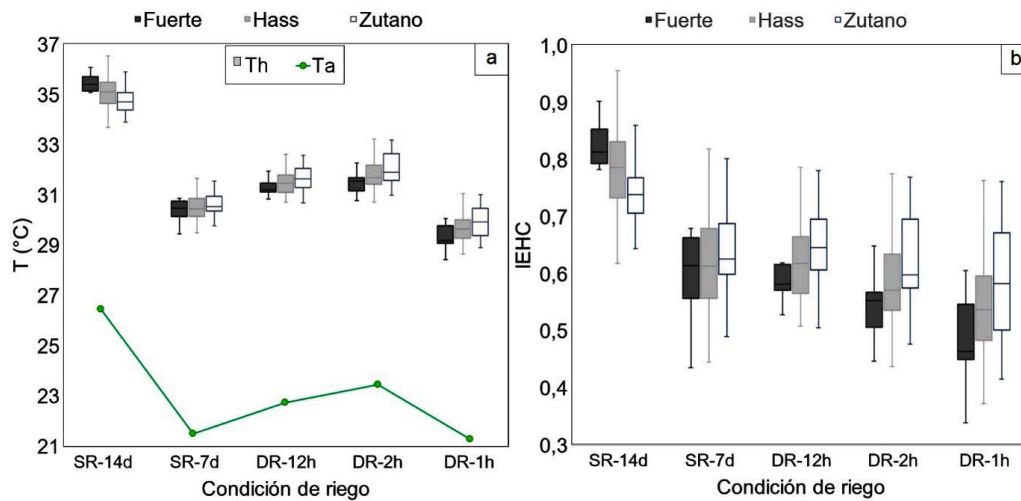 Fuerte Hass Zutano
37
35
33
31
29
27
25
23
21
T (°C)
Th Ta
a
SR-14d SR-7d DR-12h DR-2h DR-1h
Condición de riego
Fuerte Hass Zutano
1,0
0,9
0,8
0,7
0,6
0,5
0,4
0,3
IEHC
b
SR-14d SR-7d DR-12h DR-2h DR-1h
Condición de riego